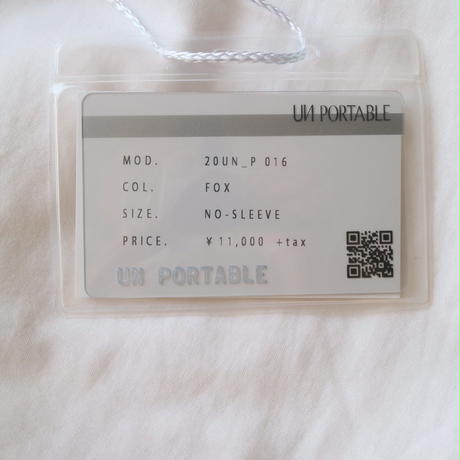 UN PORTABLE
MOD. 20UN_P 016
COL. FOX
SIZE. NO-SLEEVE
PRICE. ¥11,000 +tax
UN PORTABLE